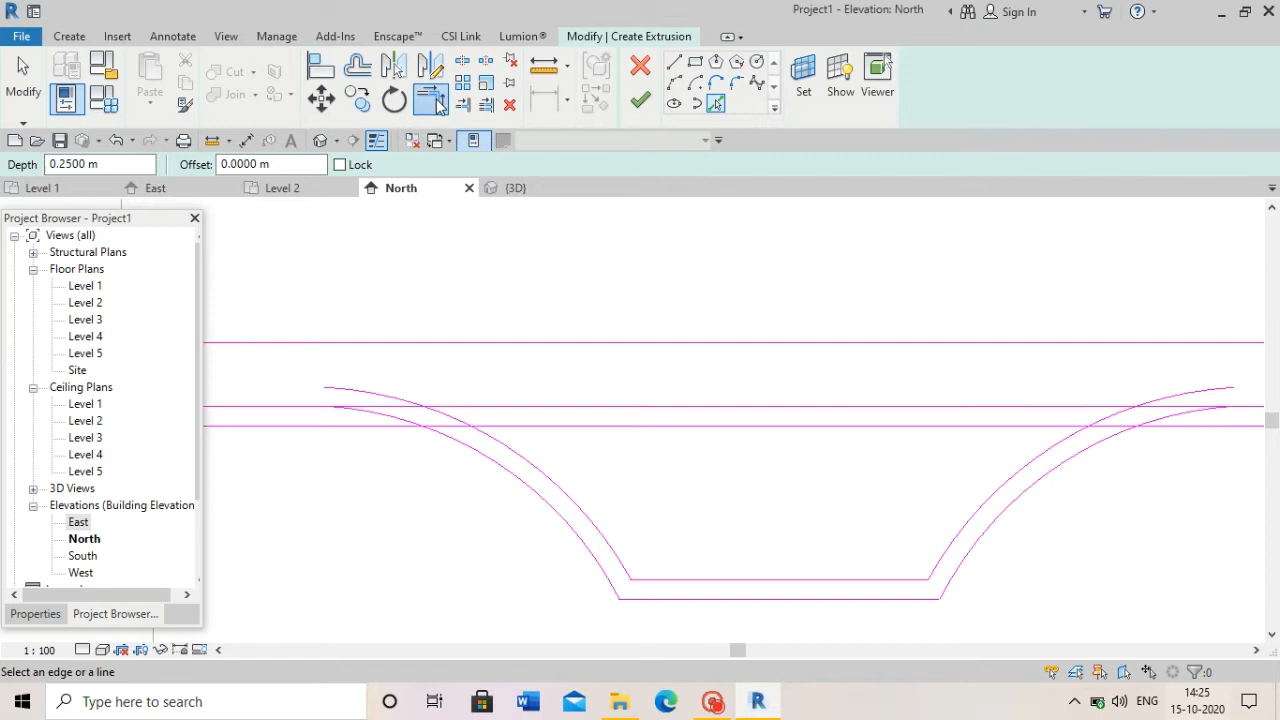 Project1 - Elevation: North
Sign In
File
Create
Insert
Annotate
View
Manage
Add-Ins
Enscape™
CSI Link
Lumion®
Modify | Create Extrusion
Modify
Paste
Cut
Join
Set
Show
Viewer
Depth
0.2500 m
Offset:
0.0000 m
Lock
Level 1
East
Level 2
North
{3D}
Project Browser - Project1
Views (all)
Structural Plans
Floor Plans
Level 1
Level 2
Level 3
Level 4
Level 5
Site
Ceiling Plans
Level 1
Level 2
Level 3
Level 4
Level 5
3D Views
Elevations (Building Elevation
East
North
South
West
Properties
Project Browser...
1 : 100
Select an edge or a line
:0
Type here to search
ENG
14:25
15-10-2020